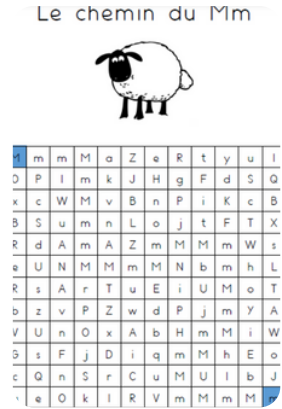 Le chemin du Mm
M m m M a Z e R t y u I
O P l m k J H g F d S Q
x c W M v B n P i K c B
B S u m n L o j t F T X
R d A m A Z m M M m W s
e U N M M m M N b m h L
R s A r T u E i U M o T
b z v P Z w d P j m y A
V U n O x A b H m M i W
G s F j D i q m M h E o
c Q n S r C u M U l b J
e O k l R V m M m M m